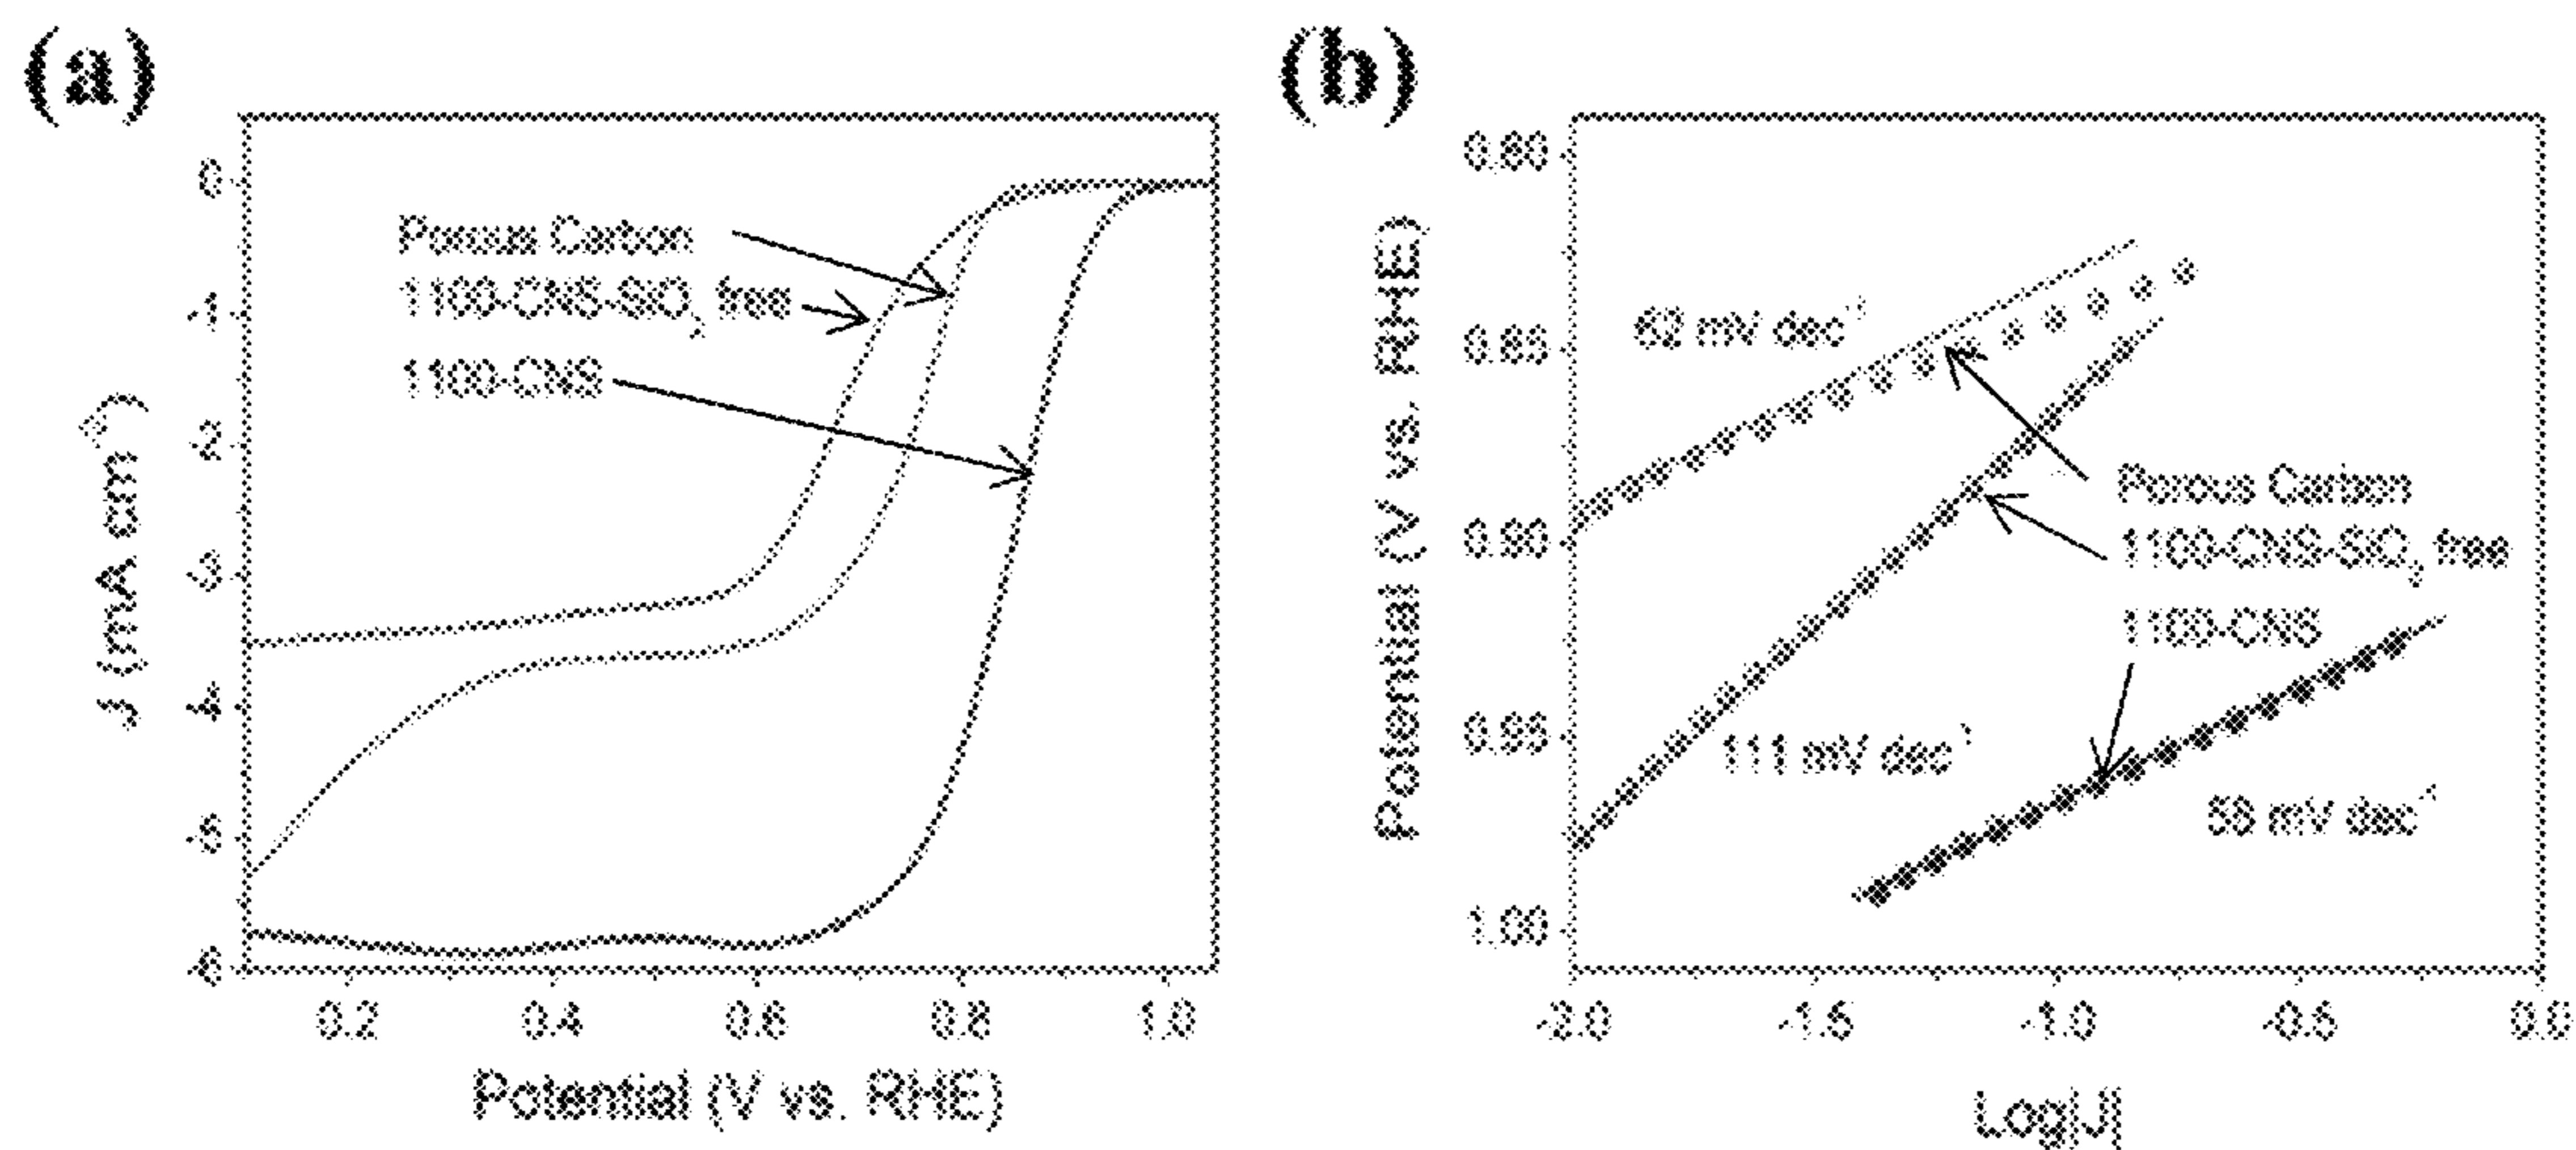 (a)
0
-1
-2
-3
-4
-5
-6
J (mA cm⁻²)
Porous Carbon
1100-CNS-SiO₂ free
1100-CNS
0.2 0.4 0.6 0.8 1.0
Potential (V vs. RHE)
(b)
0.80
0.85
0.90
0.95
1.00
Potential (V vs. RHE)
62 mV dec⁻¹
Porous Carbon
1100-CNS-SiO₂ free
1100-CNS
111 mV dec⁻¹
mV dec⁻¹
-2.0 -1.5 -1.0 -0.5 0.0
Log|J|